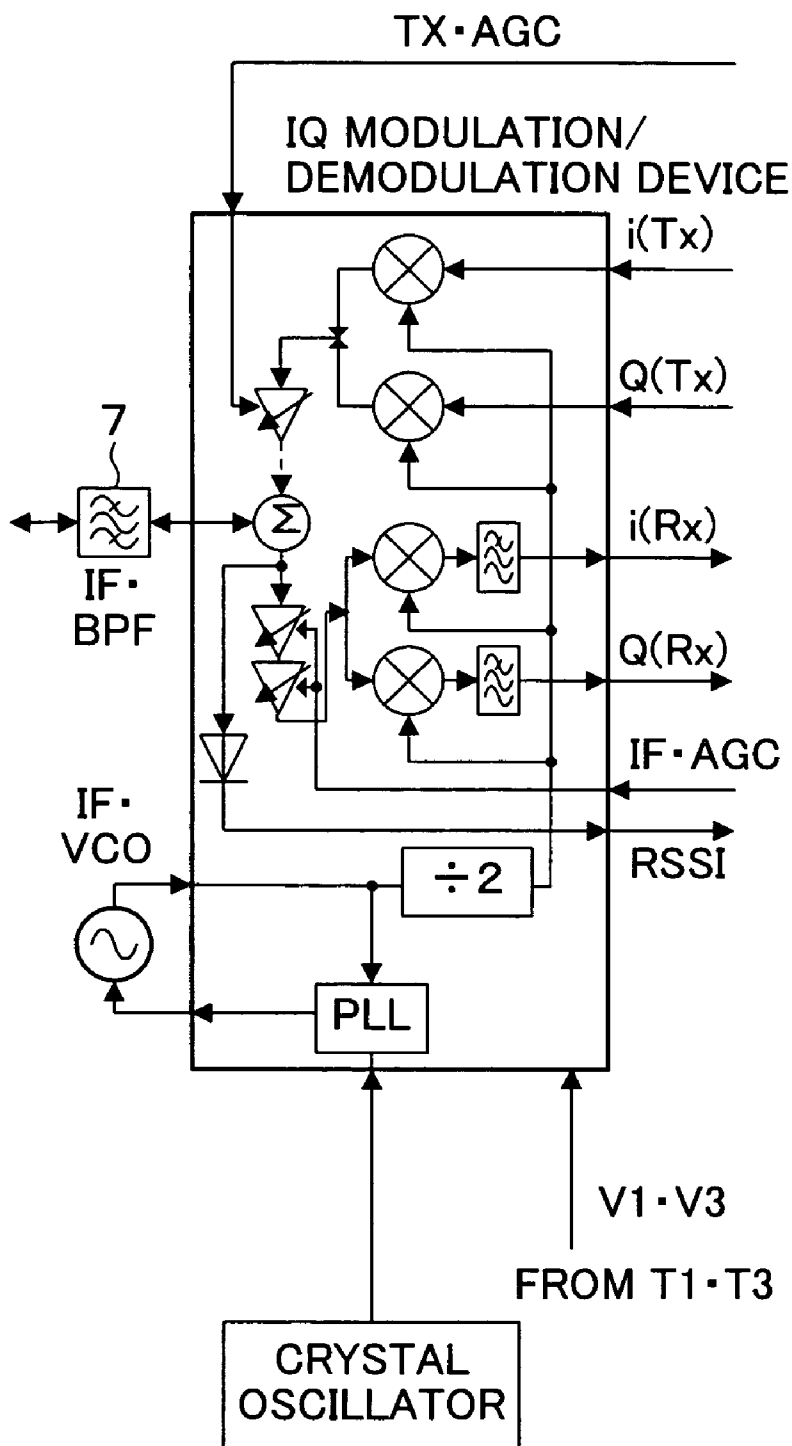 TX·AGC
IQ MODULATION/
DEMODULATION DEVICE
i(Tx)
Q(Tx)
7
IF·
BPF
Σ
i(Rx)
Q(Rx)
IF·AGC
RSSI
IF·
VCO
÷2
PLL
V1·V3
FROM T1·T3
CRYSTAL
OSCILLATOR